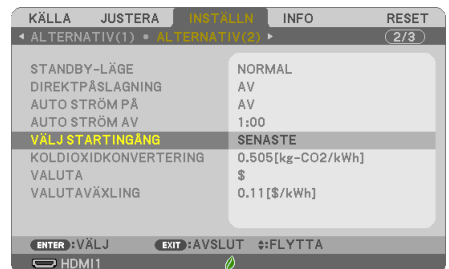 KÄLLA JUSTERA INSTÄLLN INFO RESET
ALTERNATIV(1) ALTERNATIV(2) 2/3
STANDBY-LÄGE NORMAL
DIREKTPÅSLAGNING AV
AUTO STRÖM PÅ AV
AUTO STRÖM AV 1:00
VÄLJ STARTINGÅNG SENASTE
KOLDIOXIDKONVERTERING 0.505[kg-CO2/kWh]
VALUTA $
VALUTAVÄXLING 0.11[$/kWh]
ENTER:VÄLJ EXIT:AVSLUT :FLYTTA
HDMI1